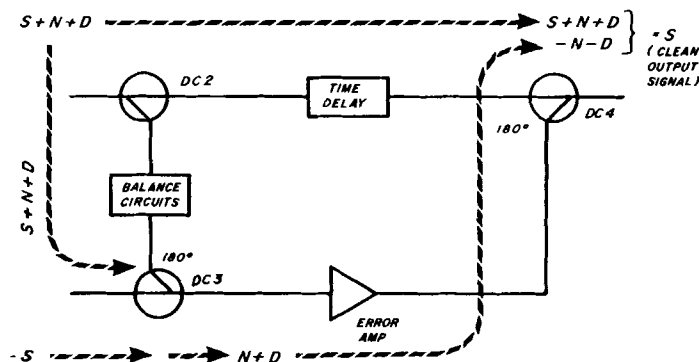 S+N+D
S+N+D
-N-D
= S
(CLEAN
OUTPUT
SIGNAL)
DC2
TIME
DELAY
DC4
180°
S+N+D
BALANCE
CIRCUITS
180°
DC3
ERROR
AMP
-S
N+D